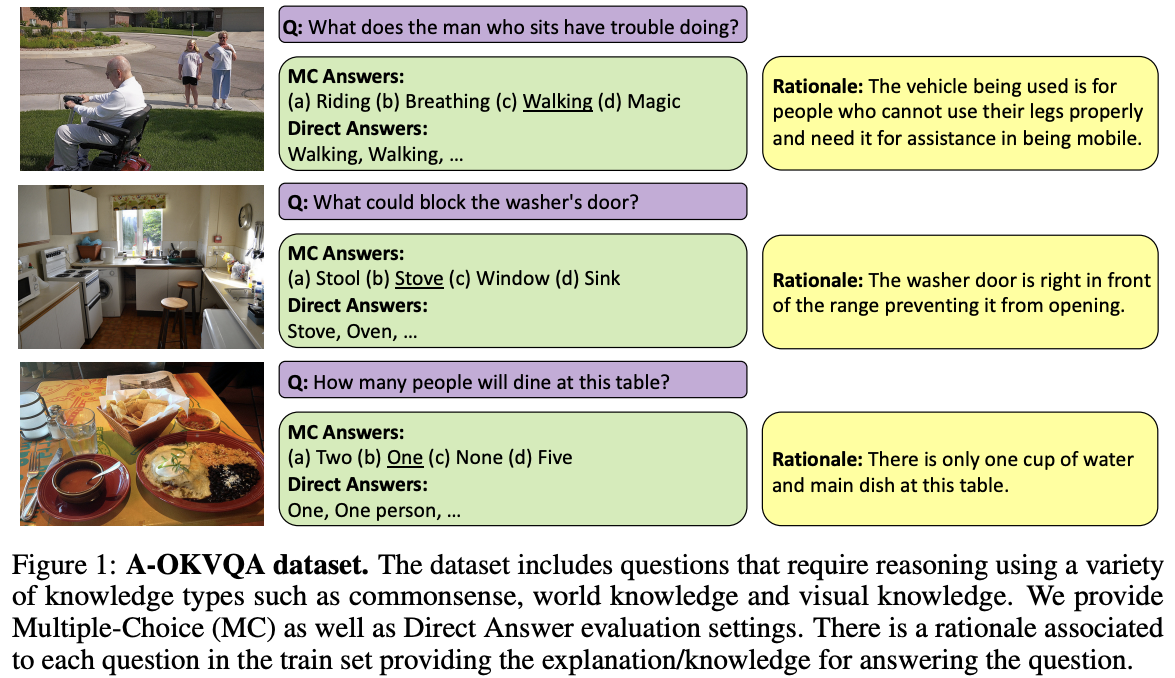 Q: What does the man who sits have trouble doing?
MC Answers:
(a) Riding (b) Breathing (c) Walking (d) Magic
Direct Answers:
Walking, Walking, ...
Rationale: The vehicle being used is for
people who cannot use their legs properly
and need it for assistance in being mobile.
Q: What could block the washer's door?
MC Answers:
(a) Stool (b) Stove (c) Window (d) Sink
Direct Answers:
Stove, Oven, ...
Rationale: The washer door is right in front
of the range preventing it from opening.
Q: How many people will dine at this table?
MC Answers:
(a) Two (b) One (c) None (d) Five
Direct Answers:
One, One person, ...
Rationale: There is only one cup of water
and main dish at this table.
Figure 1: A-OKVQA dataset. The dataset includes questions that require reasoning using a variety
of knowledge types such as commonsense, world knowledge and visual knowledge. We provide
Multiple-Choice (MC) as well as Direct Answer evaluation settings. There is a rationale associated
to each question in the train set providing the explanation/knowledge for answering the question.